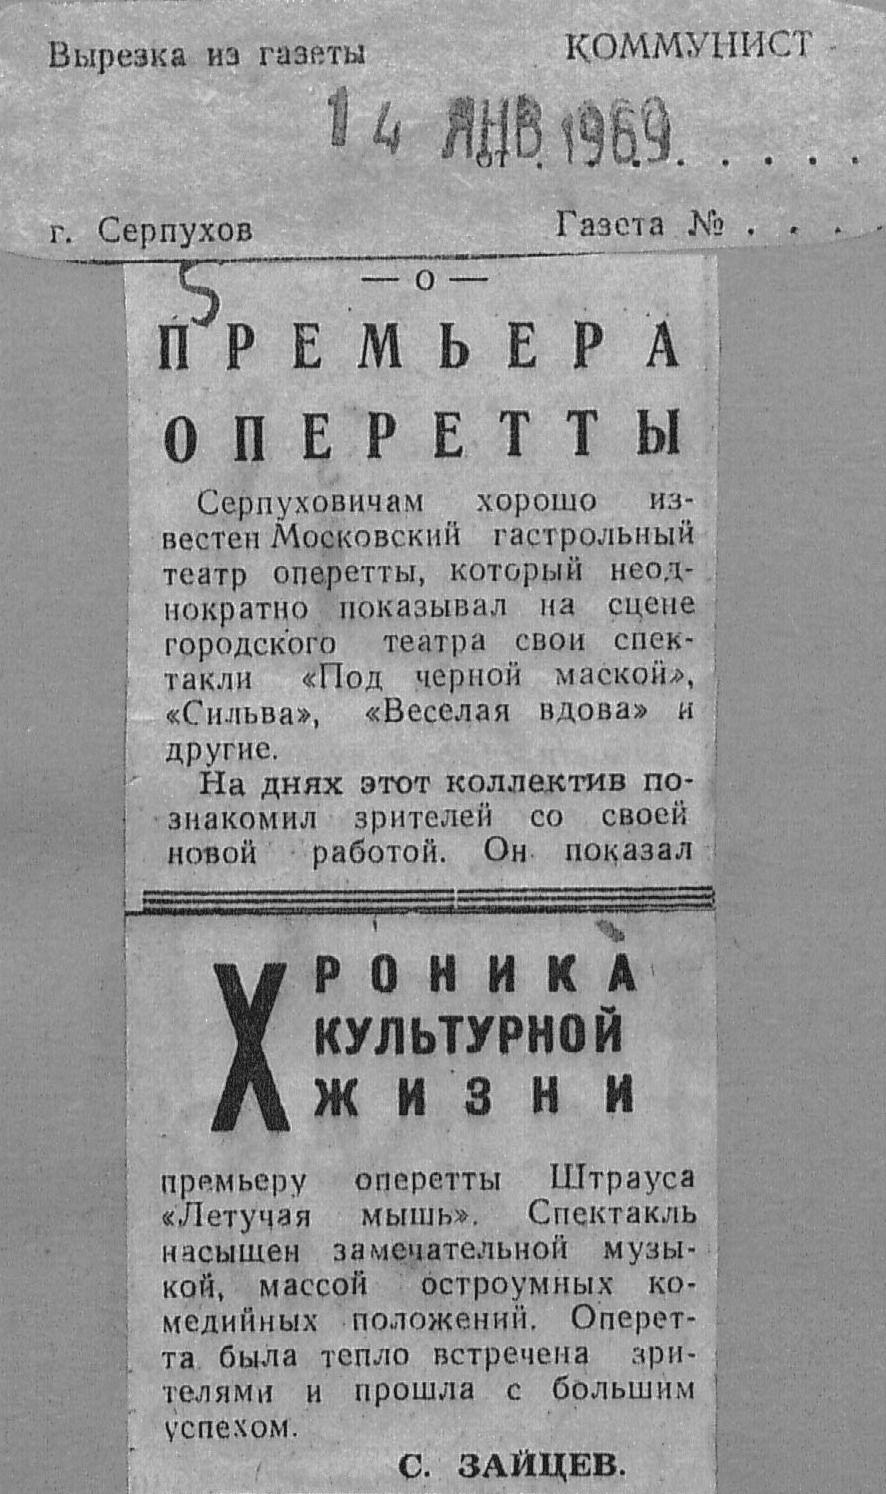 Вырезка из газеты КОММУНИСТ
14 ЯНВ 1969
от . . . . . . . . .
г. Серпухов Газета № . . . .
5
— о —
ПРЕМЬЕРА
ОПЕРЕТТЫ
Серпуховичам хорошо из-
вестен Московский гастрольный
театр оперетты, который неод-
нократно показывал на сцене
городского театра свои спек-
такли «Под черной маской»,
«Сильва», «Веселая вдова» и
другие.
На днях этот коллектив по-
знакомил зрителей со своей
новой работой. Он показал
ХРОНИКА
КУЛЬТУРНОЙ
ЖИЗНИ
премьеру оперетты Штрауса
«Летучая мышь». Спектакль
насыщен замечательной музы-
кой, массой остроумных ко-
медийных положений. Оперет-
та была тепло встречена зри-
телями и прошла с большим
успехом.
С. ЗАЙЦЕВ.